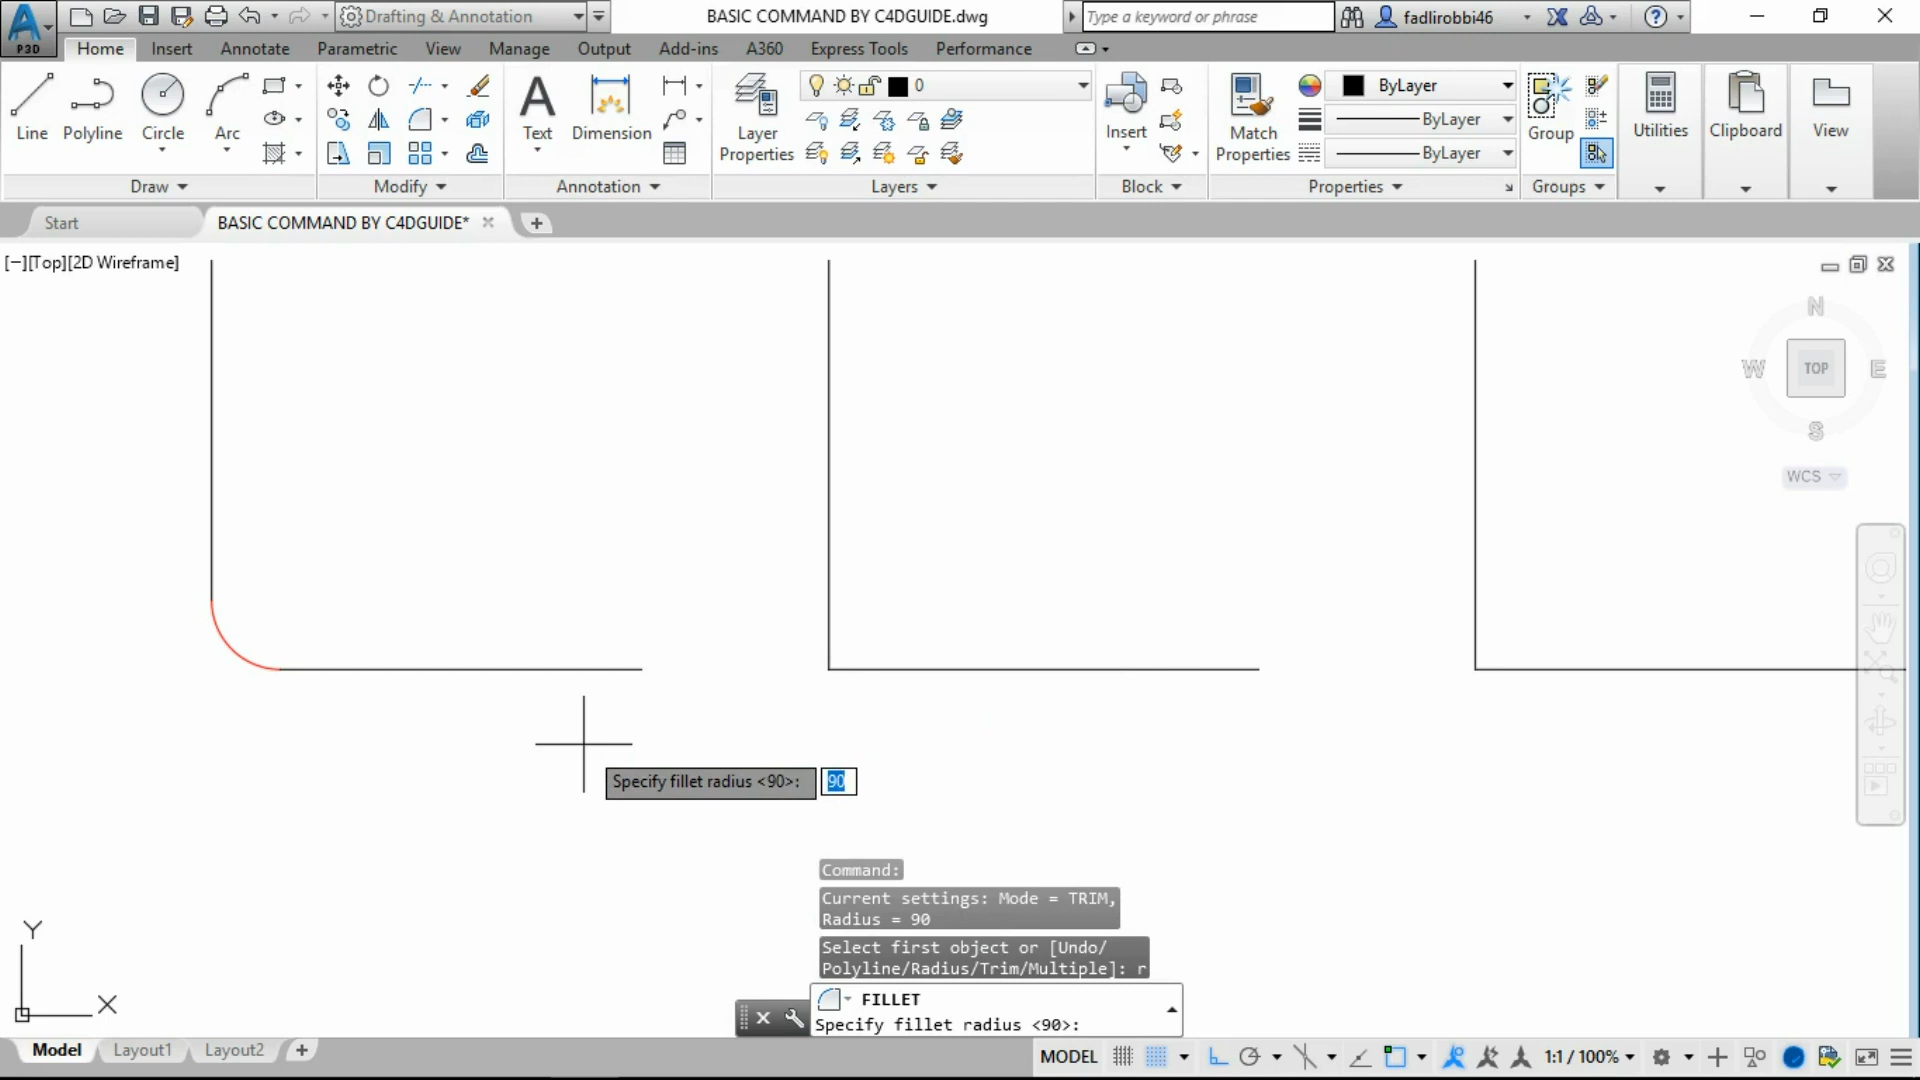 P3D
Drafting & Annotation
BASIC COMMAND BY C4DGUIDE.dwg
Type a keyword or phrase
fadlirobbi46
Home Insert Annotate Parametric View Manage Output Add-ins A360 Express Tools Performance
Line Polyline Circle Arc
Text Dimension
Layer Properties
0
Insert
Match Properties
ByLayer
ByLayer
ByLayer
Group
Utilities
Clipboard
View
Draw Modify Annotation Layers Block Properties Groups
Start
BASIC COMMAND BY C4DGUIDE*
[−][Top][2D Wireframe]
N
W TOP E
S
WCS
Specify fillet radius <90>: 90
Command:
Current settings: Mode = TRIM,
Radius = 90
Select first object or [Undo/
Polyline/Radius/Trim/Multiple]: r
FILLET
Specify fillet radius <90>:
Y
X
Model Layout1 Layout2
MODEL 1:1 / 100%